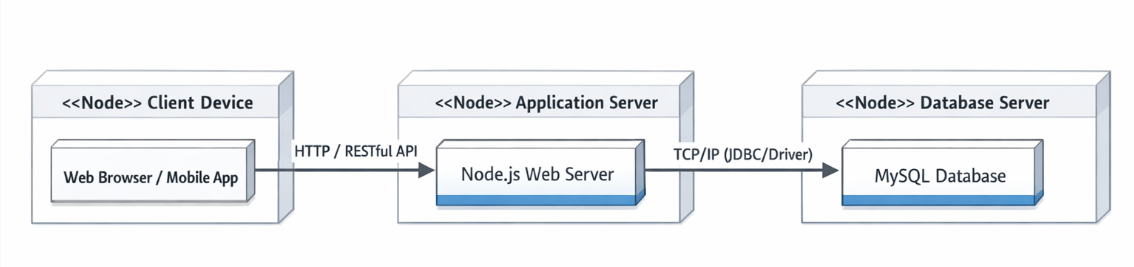 <<Node>> Client Device
Web Browser / Mobile App
HTTP / RESTful API
<<Node>> Application Server
Node.js Web Server
TCP/IP (JDBC/Driver)
<<Node>> Database Server
MySQL Database